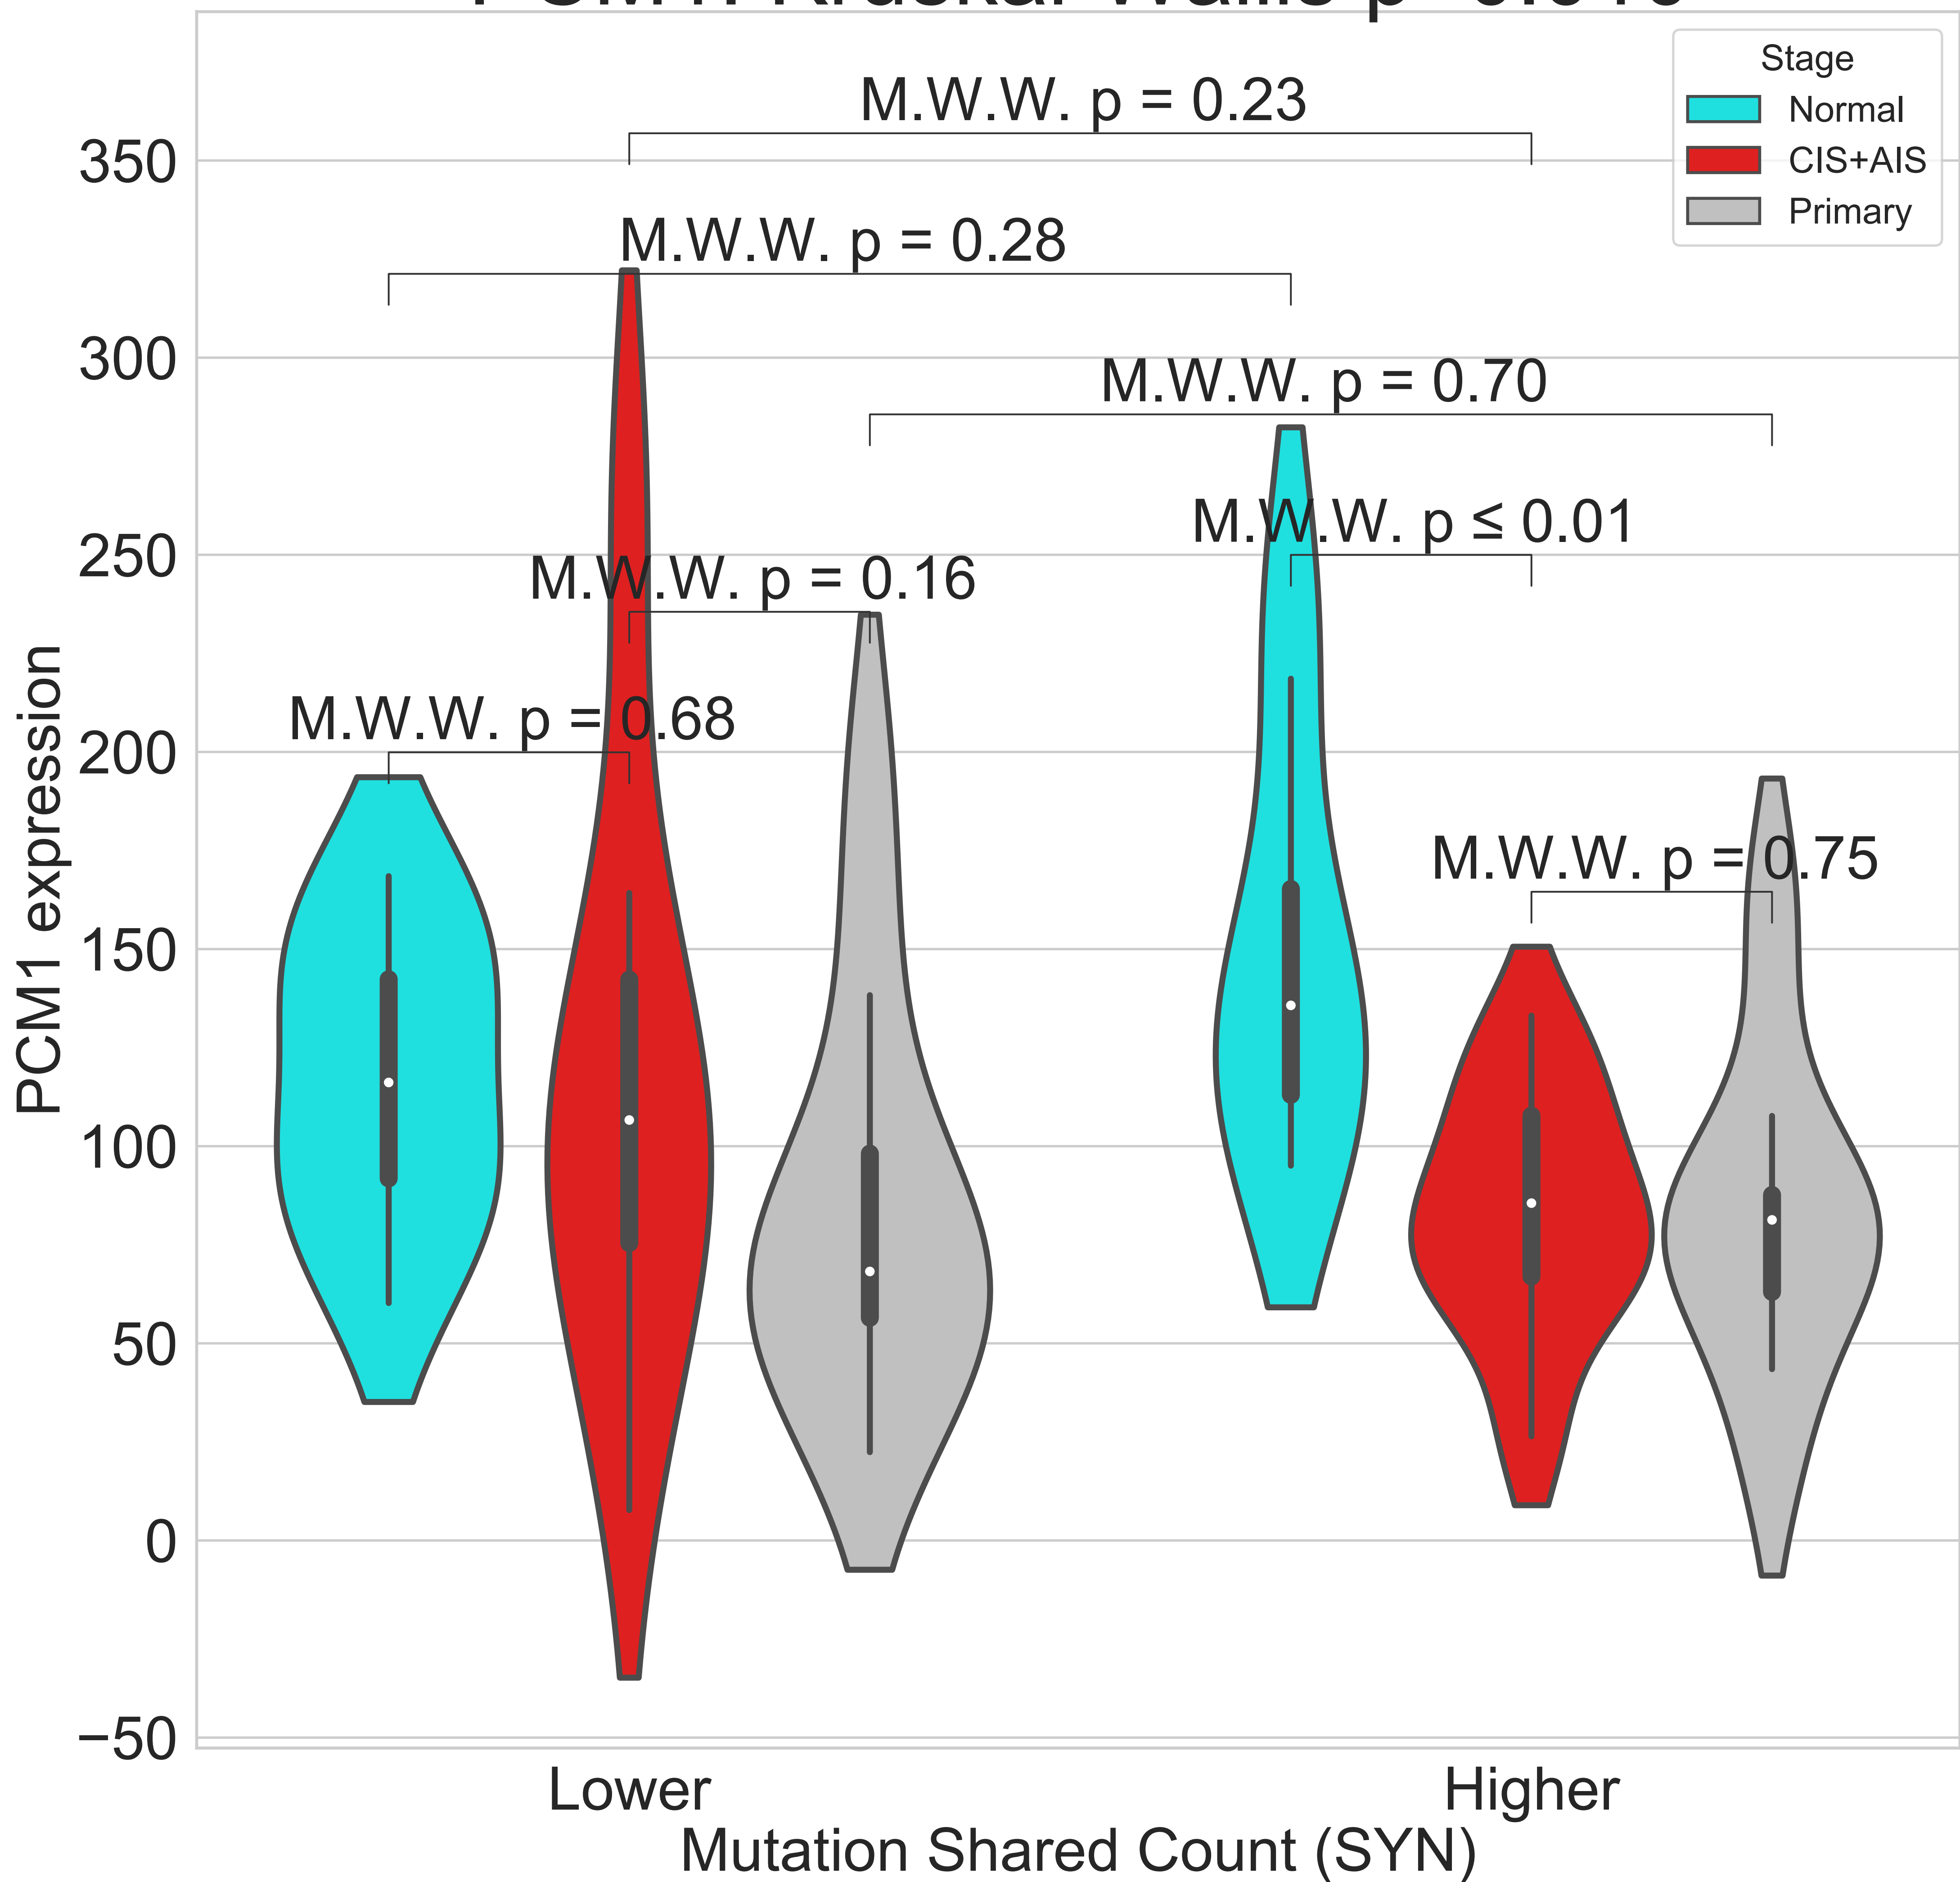 Stage
Normal
CIS+AIS
Primary
M.W.W. p = 0.23
M.W.W. p = 0.28
M.W.W. p = 0.70
M.W.W. p ≤ 0.01
M.W.W. p = 0.16
M.W.W. p = 0.68
M.W.W. p = 0.75
350
300
250
200
150
100
50
0
−50
PCM1 expression
Lower
Higher
Mutation Shared Count (SYN)